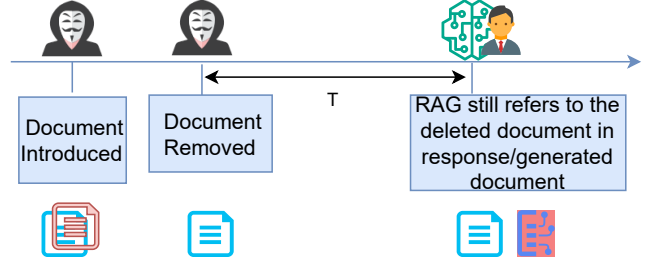 T
Document
Introduced
Document
Removed
RAG still refers to the
deleted document in
response/generated
document